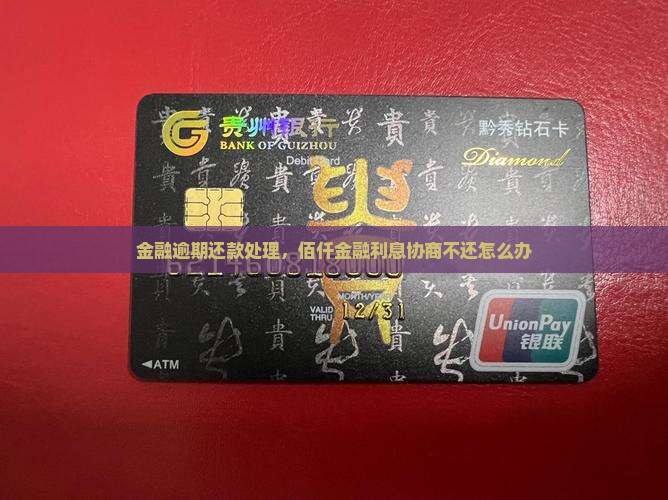 贵州银行
BANK OF GUIZHOU
Debit Card
黔秀钻石卡
Diamond
金融逾期还款处理，佰仟金融利息协商不还怎么办
MONTH/YEAR
VALID THRU 12/31
UnionPay
银联
◀ATM